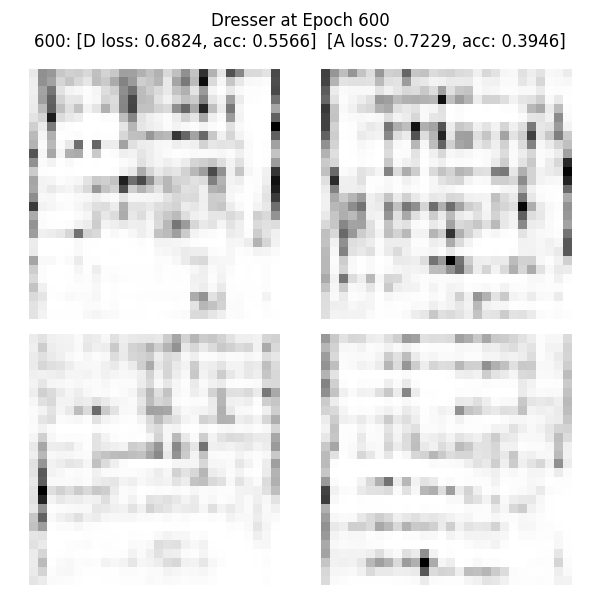 Dresser at Epoch 600
600: [D loss: 0.6824, acc: 0.5566]  [A loss: 0.7229, acc: 0.3946]